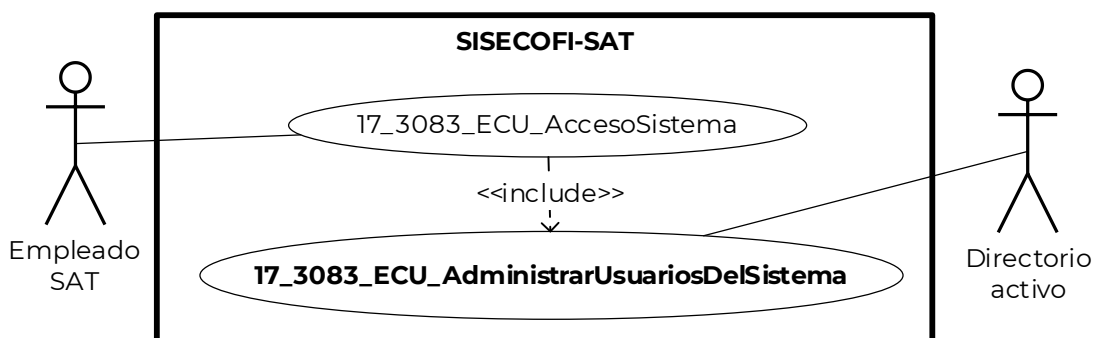 SISECOFI-SAT
17_3083_ECU_AccesoSistema
<<include>>
Empleado
SAT
17_3083_ECU_AdministrarUsuariosDelSistema
Directorio
activo